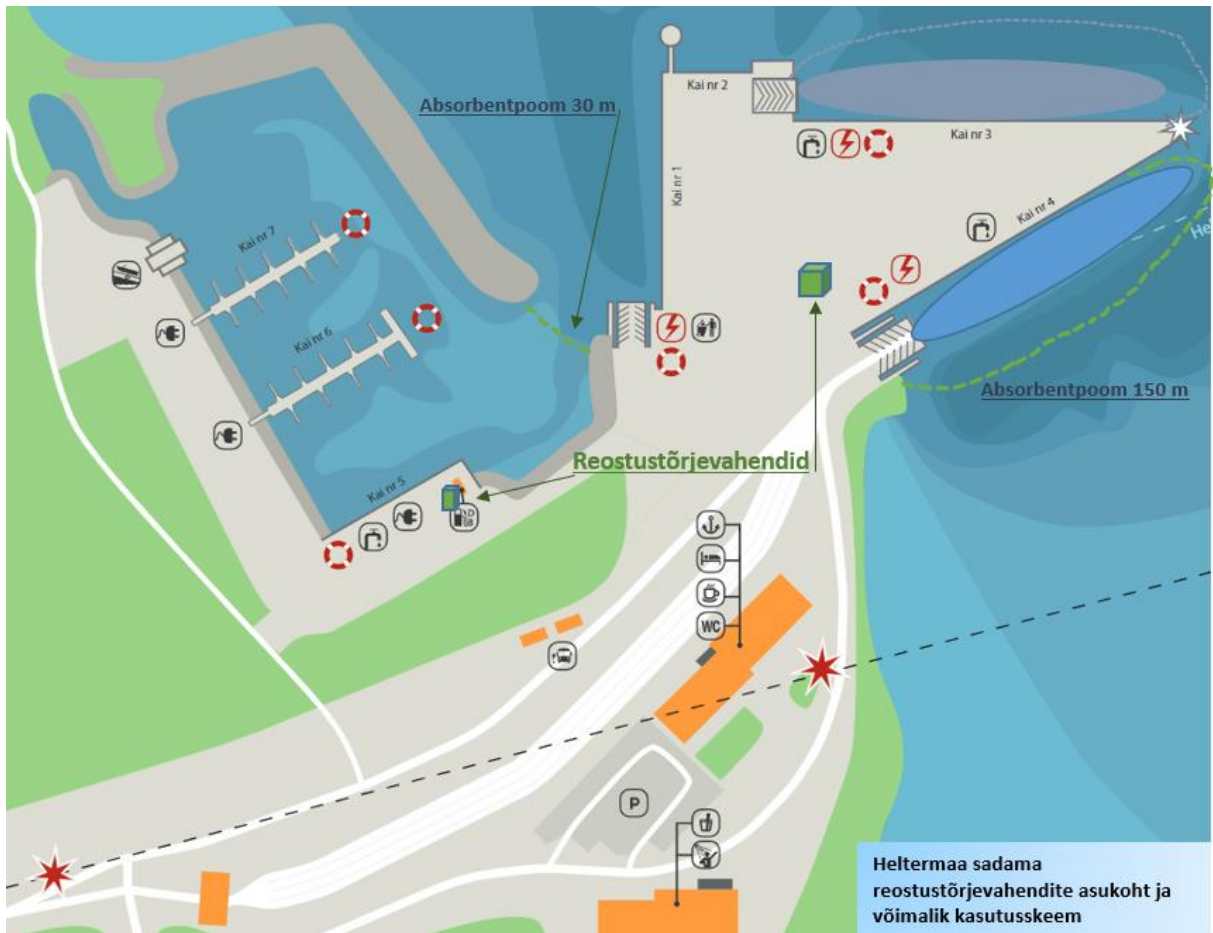 Absorbentpoom 30 m
Kai nr 2
Kai nr 3
Kai nr 1
Kai nr 4
Kai nr 7
Kai nr 6
Absorbentpoom 150 m
Reostustõrjevahendid
Kai nr 5
D
WC
P
Heltermaa sadama
reostustõrjevahendite asukoht ja
võimalik kasutusskeem